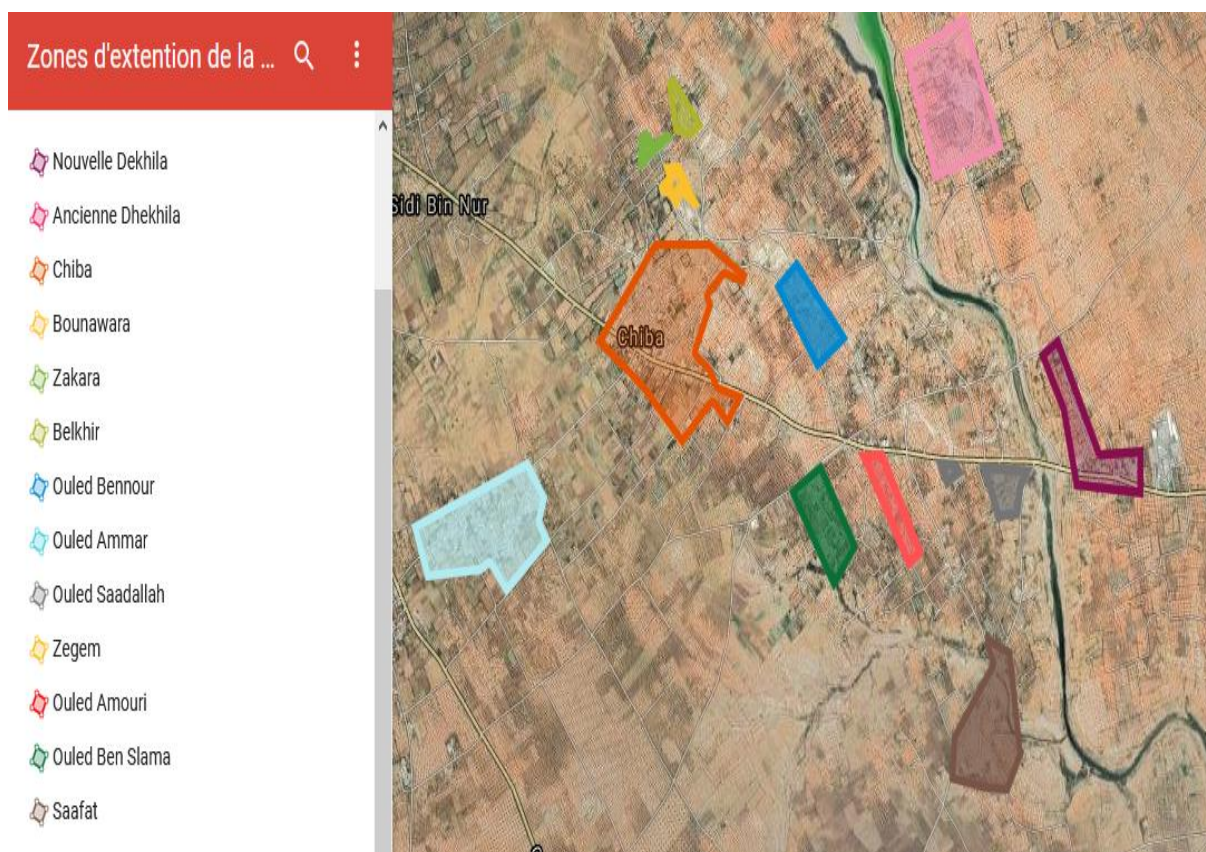 Zones d'extention de la ...
Nouvelle Dekhila
Ancienne Dhekhila
Chiba
Bounawara
Zakara
Belkhir
Ouled Bennour
Ouled Ammar
Ouled Saadallah
Zegem
Ouled Amouri
Ouled Ben Slama
Saafat
Sidi Bin Nur
Chiba